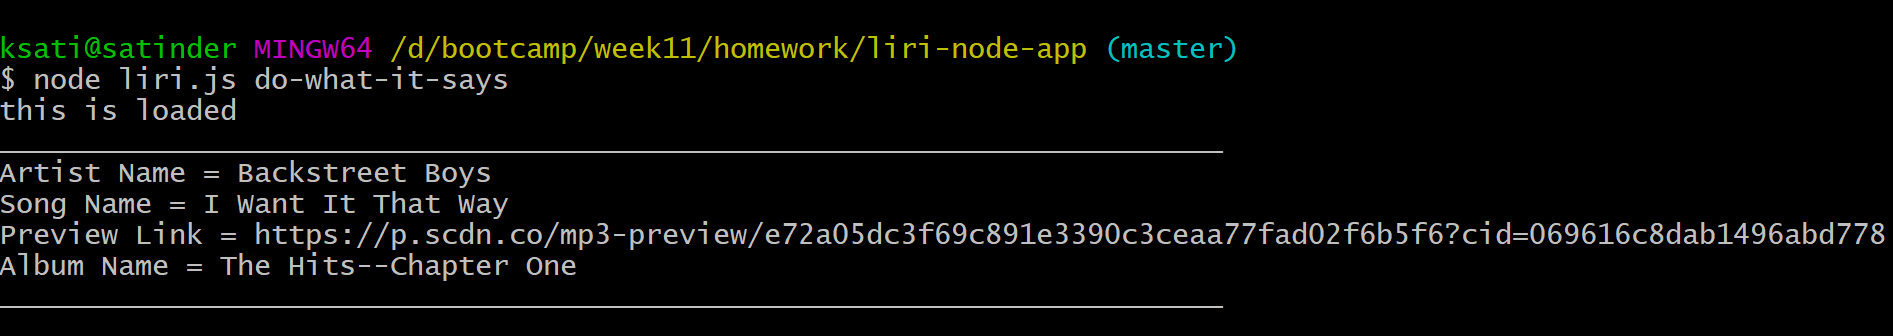 ksati@satinder MINGW64 /d/bootcamp/week11/homework/liri-node-app (master)
$ node liri.js do-what-it-says
this is loaded
________________________________________________________________________
Artist Name = Backstreet Boys
Song Name = I Want It That Way
Preview Link = https://p.scdn.co/mp3-preview/e72a05dc3f69c891e3390c3ceaa77fad02f6b5f6?cid=069616c8dab1496abd778
Album Name = The Hits--Chapter One
________________________________________________________________________